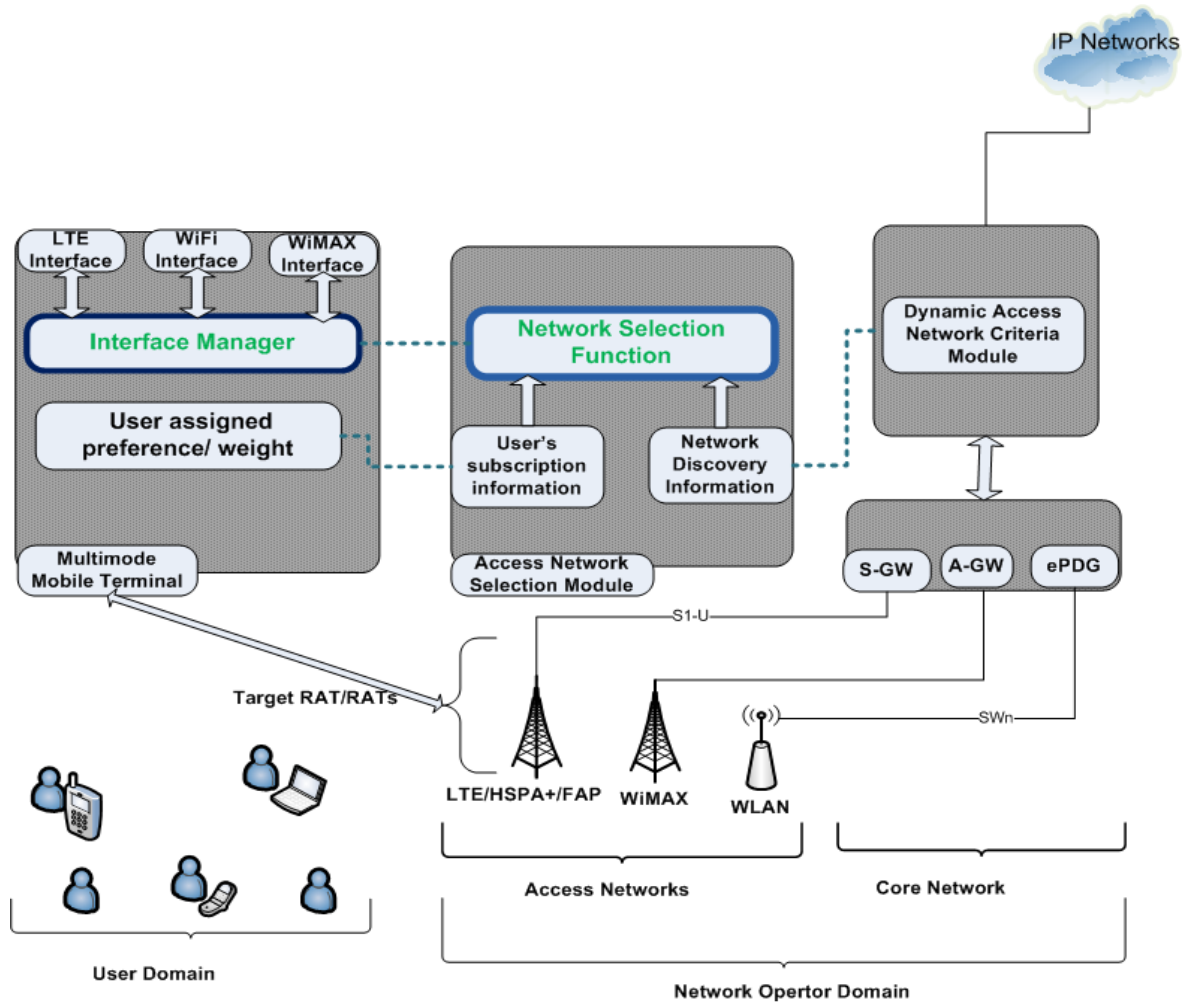 IP Networks
LTE
Interface
WiFi
Interface
WiMAX
Interface
Interface Manager
User assigned
preference/ weight
Multimode
Mobile Terminal
Network Selection
Function
User's
subscription
information
Network
Discovery
Information
Access Network
Selection Module
Dynamic Access
Network Criteria
Module
S-GW
A-GW
ePDG
S1-U
SWn
Target RAT/RATs
LTE/HSPA+/FAP
WiMAX
WLAN
Access Networks
Core Network
User Domain
Network Opertor Domain